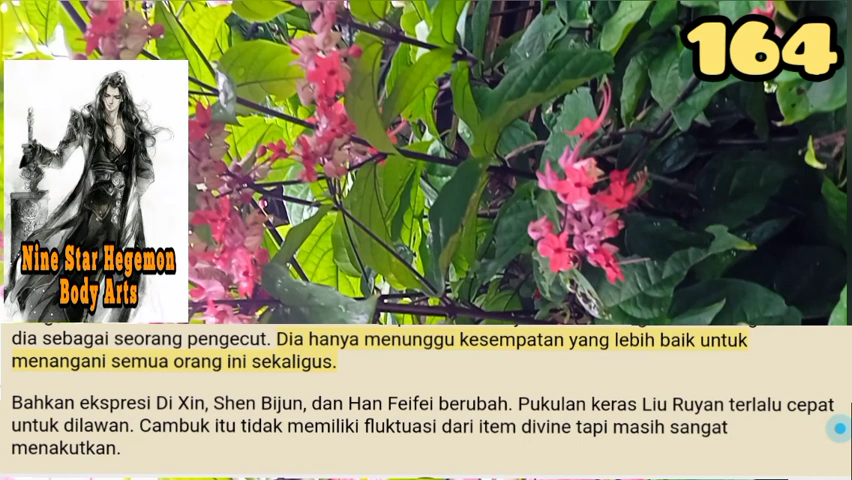 164
Nine Star Hegemon
Body Arts
dia sebagai seorang pengecut. Dia hanya menunggu kesempatan yang lebih baik untuk
menangani semua orang ini sekaligus.
Bahkan ekspresi Di Xin, Shen Bijun, dan Han Feifei berubah. Pukulan keras Liu Ruyan terlalu cepat
untuk dilawan. Cambuk itu tidak memiliki fluktuasi dari item divine tapi masih sangat
menakutkan.